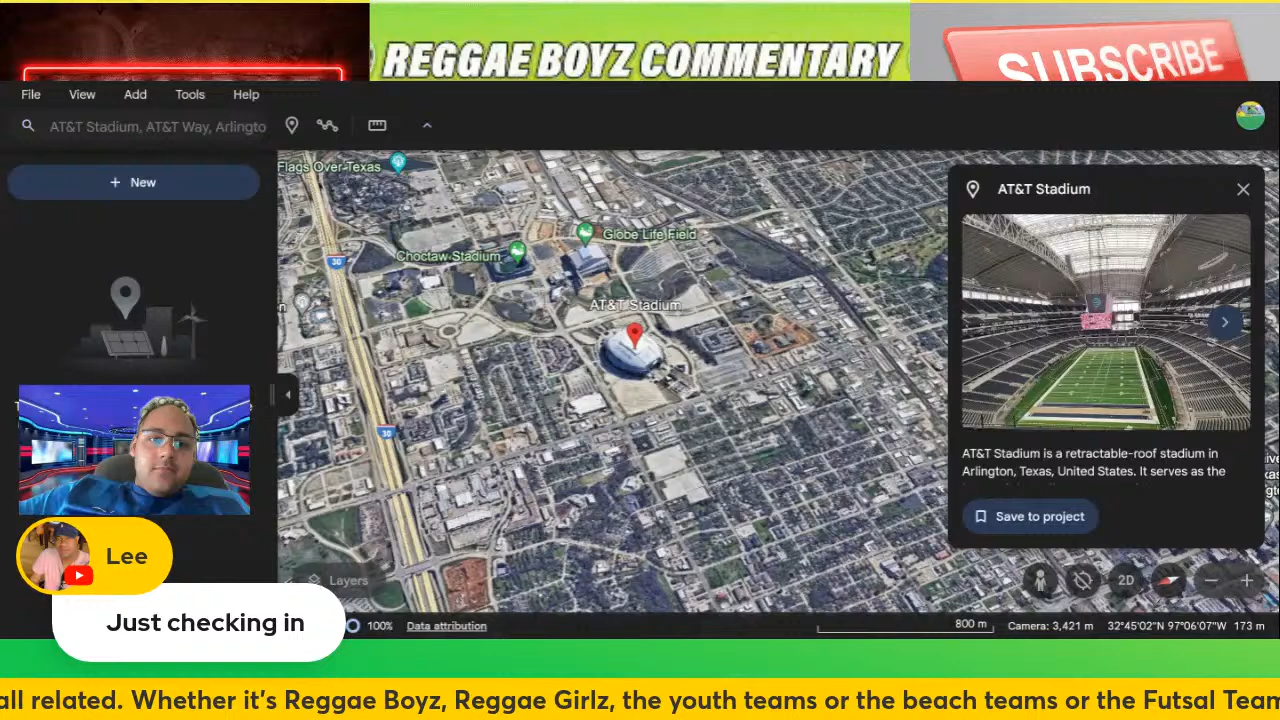 REGGAE BOYZ COMMENTARY
SUBSCRIBE
File View Add Tools Help
AT&T Stadium, AT&T Way, Arlingto
New
Flags Over Texas
30
Choctaw Stadium
Globe Life Field
AT&T Stadium
30
AT&T Stadium
AT&T Stadium is a retractable-roof stadium in
Arlington, Texas, United States. It serves as the
Save to project
Layers
2D
Lee
Just checking in
100% Data attribution
800 m Camera: 3,421 m 32°45'02"N 97°06'07"W 173 m
all related. Whether it's Reggae Boyz, Reggae Girlz, the youth teams or the beach teams or the Futsal Team